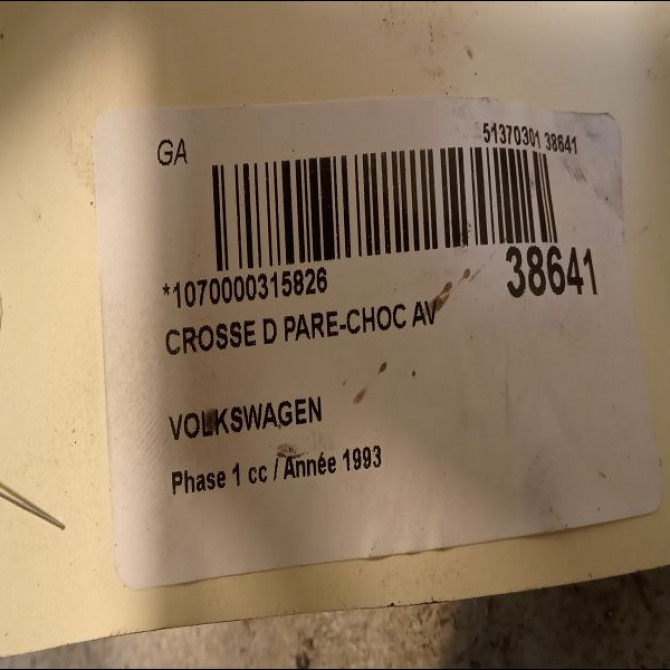 GA
51370301 38641
*1070000315826
38641
CROSSE D PARE-CHOC AV
VOLKSWAGEN
Phase 1 cc / Année 1993